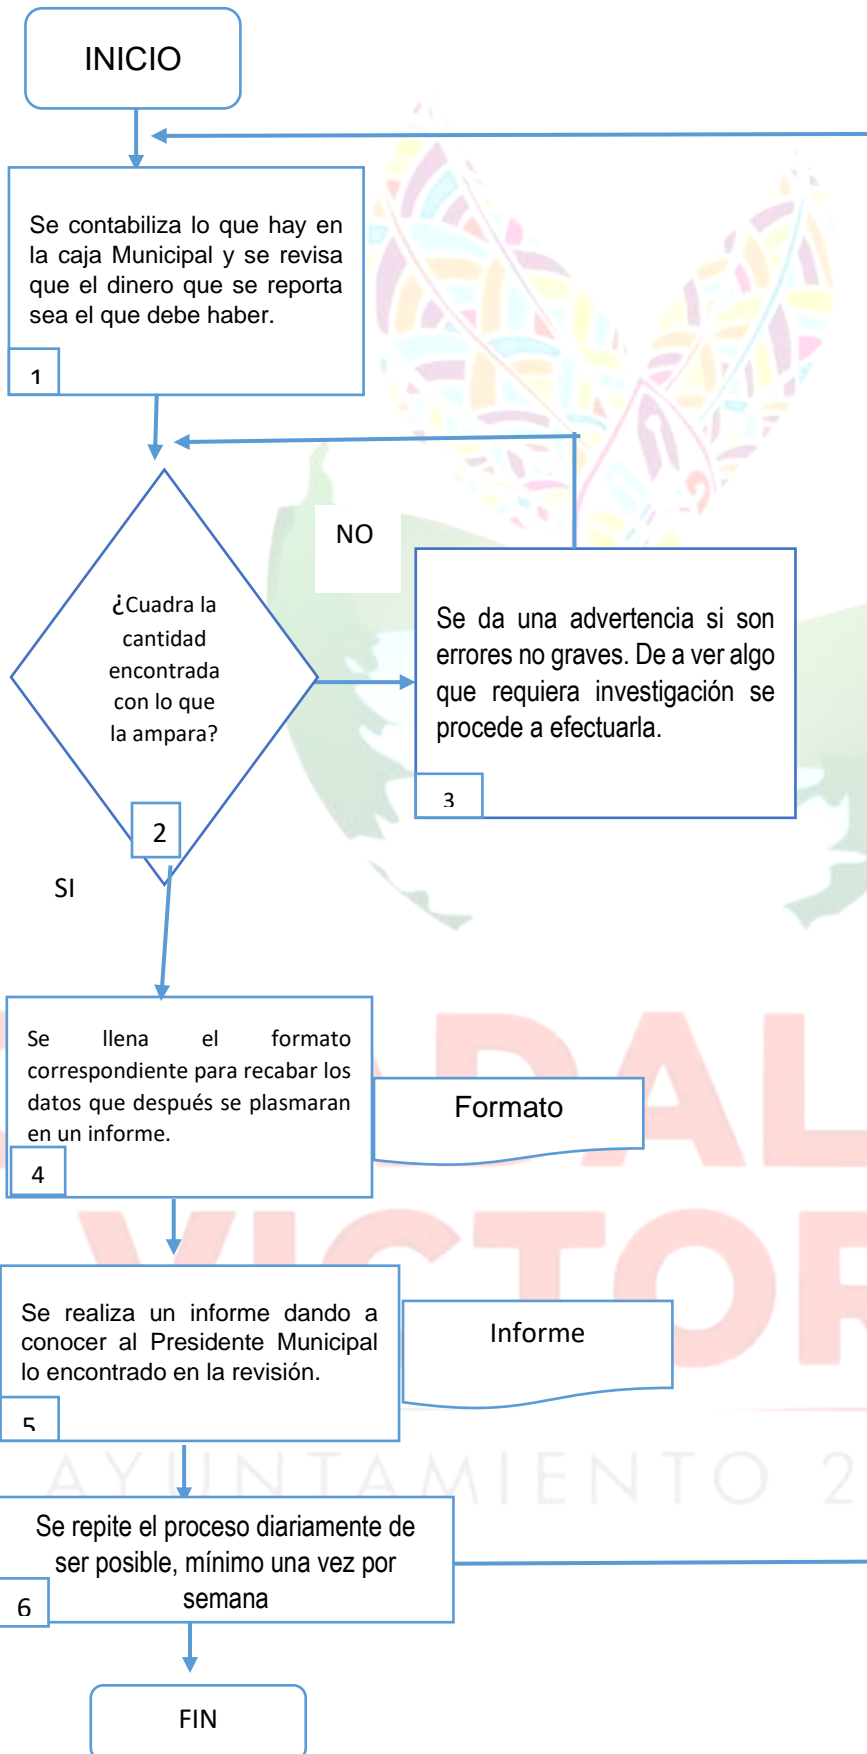 INICIO
Se contabiliza lo que hay en
la caja Municipal y se revisa
que el dinero que se reporta
sea el que debe haber.
1
NO
¿Cuadra la
cantidad
encontrada
con lo que
la ampara?
2
Se da una advertencia si son
errores no graves. De a ver algo
que requiera investigación se
procede a efectuarla.
3
SI
Se llena el formato
correspondiente para recabar los
datos que después se plasmaran
en un informe.
4
Formato
Se realiza un informe dando a
conocer al Presidente Municipal
lo encontrado en la revisión.
5
Informe
Se repite el proceso diariamente de
ser posible, mínimo una vez por
semana
6
FIN
ADAL
VICTOR
AYUNTAMIENTO 2